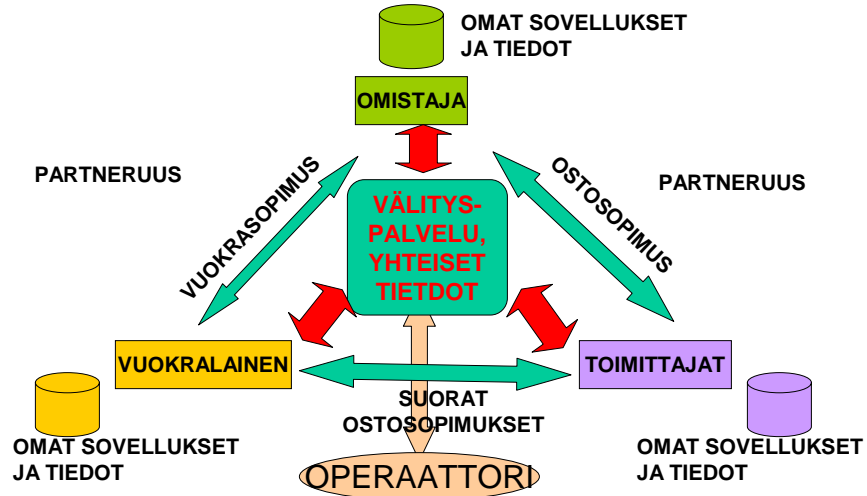 OMAT SOVELLUKSET
JA TIEDOT
OMISTAJA
PARTNERUUS
VUOKRASOPIMUS
OSTOSOPIMUS
PARTNERUUS
VÄLITYS-
PALVELU,
YHTEISET
TIETDOT
VUOKRALAINEN
TOIMITTAJAT
SUORAT
OSTOSOPIMUKSET
OMAT SOVELLUKSET
JA TIEDOT
OMAT SOVELLUKSET
JA TIEDOT
OPERAATTORI